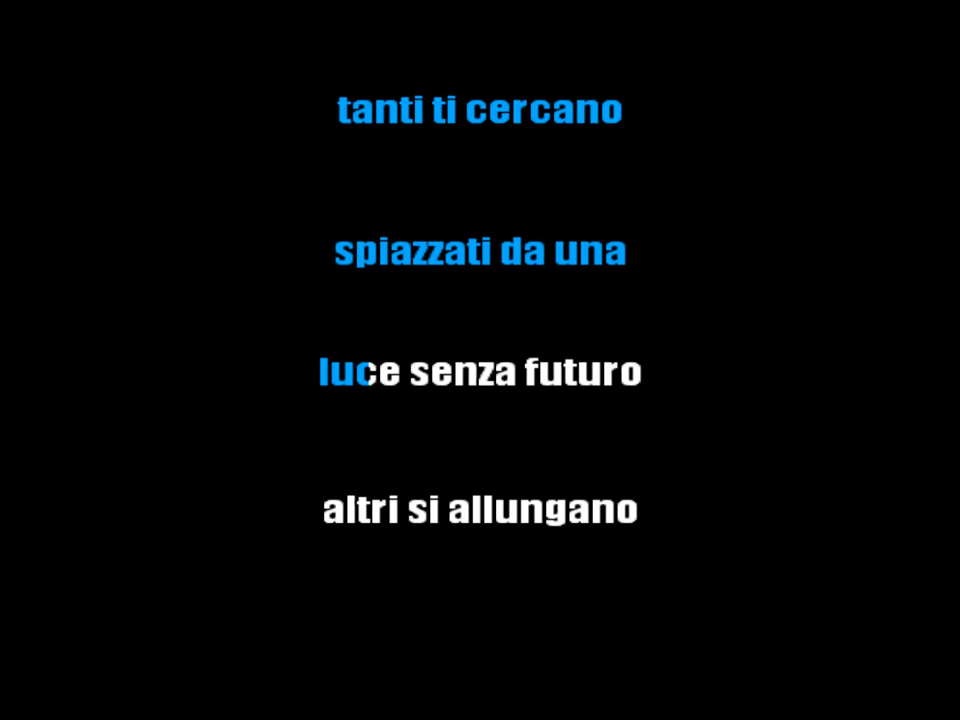 tanti ti cercano
spiazzati da una
luce senza futuro
altri si allungano